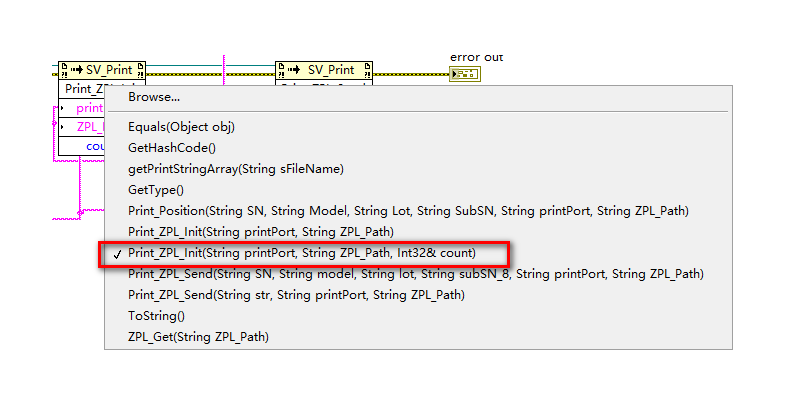 error out
SV_Print
SV_Print
Print_Z
print
ZPL_
cou
Browse...
Equals(Object obj)
GetHashCode()
getPrintStringArray(String sFileName)
GetType()
Print_Position(String SN, String Model, String Lot, String SubSN, String printPort, String ZPL_Path)
Print_ZPL_Init(String printPort, String ZPL_Path)
✓ Print_ZPL_Init(String printPort, String ZPL_Path, Int32& count)
Print_ZPL_Send(String SN, String model, String lot, String subSN_8, String printPort, String ZPL_Path)
Print_ZPL_Send(String str, String printPort, String ZPL_Path)
ToString()
ZPL_Get(String ZPL_Path)